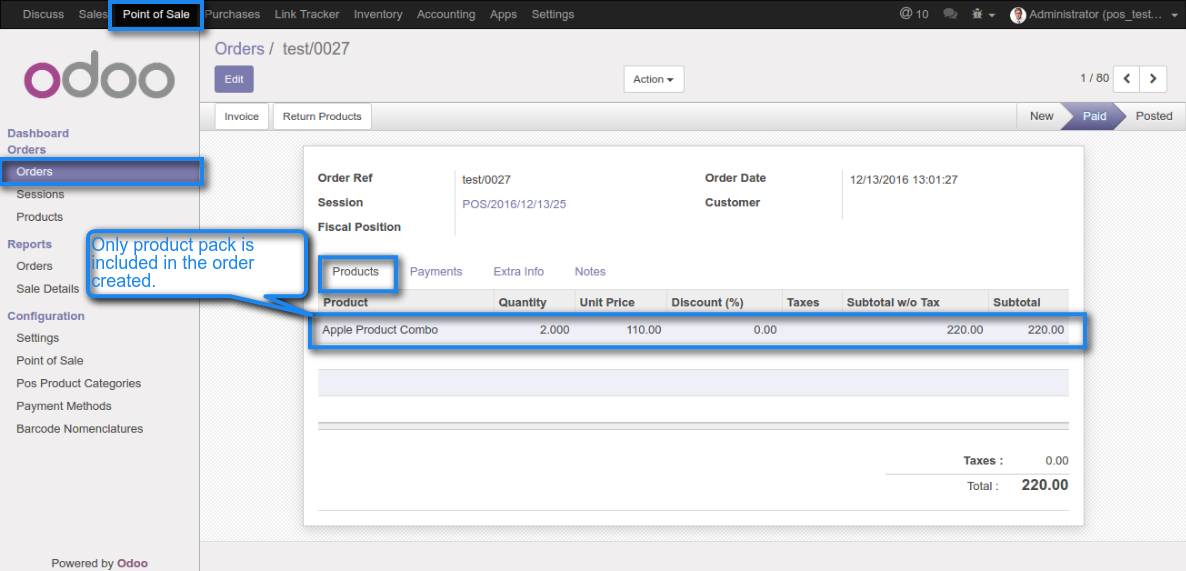 Discuss Sales Point of Sale Purchases Link Tracker Inventory Accounting Apps Settings @ 10 Administrator (pos_test...
odoo
Orders / test/0027
Edit Action 1 / 80
Invoice Return Products New Paid Posted
Dashboard
Orders
Orders
Sessions
Products
Reports
Orders
Sale Details
Configuration
Settings
Point of Sale
Pos Product Categories
Payment Methods
Barcode Nomenclatures
Powered by Odoo
Only product pack is
included in the order
created.
Order Ref test/0027 Order Date 12/13/2016 13:01:27
Session POS/2016/12/13/25 Customer
Fiscal Position
Products Payments Extra Info Notes
Product Quantity Unit Price Discount (%) Taxes Subtotal w/o Tax Subtotal
Apple Product Combo 2.000 110.00 0.00 220.00 220.00
Taxes : 0.00
Total : 220.00